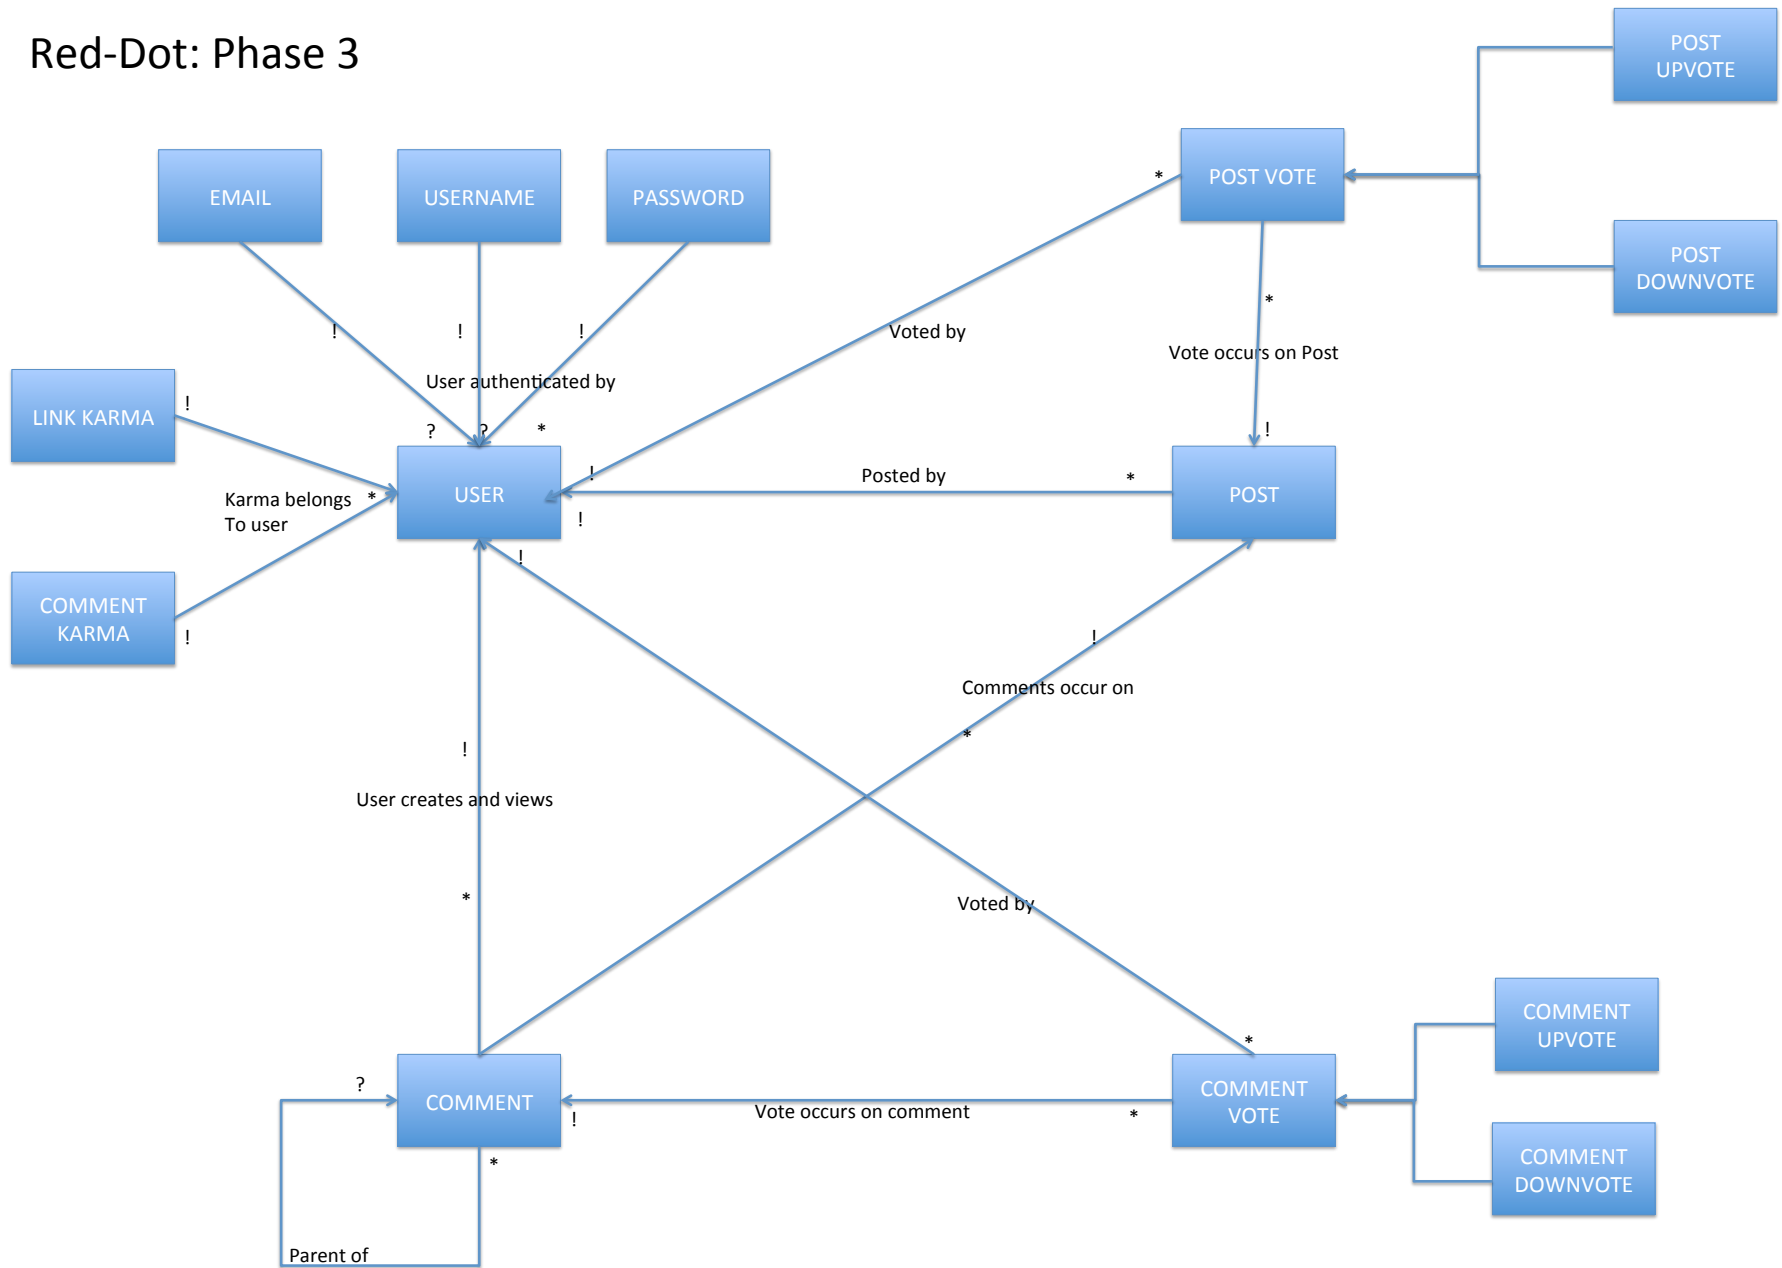 Red-Dot: Phase 3
POST
UPVOTE
POST VOTE
*
EMAIL
USERNAME
PASSWORD
POST
DOWNVOTE
*
!
!
!
Voted by
Vote occurs on Post
User authenticated by
LINK KARMA
!
?
?
*
!
!
Posted by
*
USER
POST
Karma belongs
To user
*
!
!
COMMENT
KARMA
!
!
Comments occur on
*
!
User creates and views
*
Voted by
COMMENT
UPVOTE
*
?
COMMENT
!
Vote occurs on comment
*
COMMENT
VOTE
*
COMMENT
DOWNVOTE
Parent of